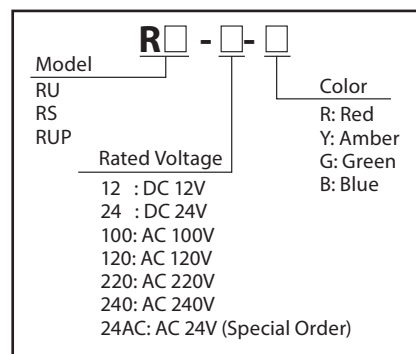 R□ - □ - □
Model
RU
RS
RUP
Rated Voltage
12 : DC 12V
24 : DC 24V
100: AC 100V
120: AC 120V
220: AC 220V
240: AC 240V
24AC: AC 24V (Special Order)
Color
R: Red
Y: Amber
G: Green
B: Blue